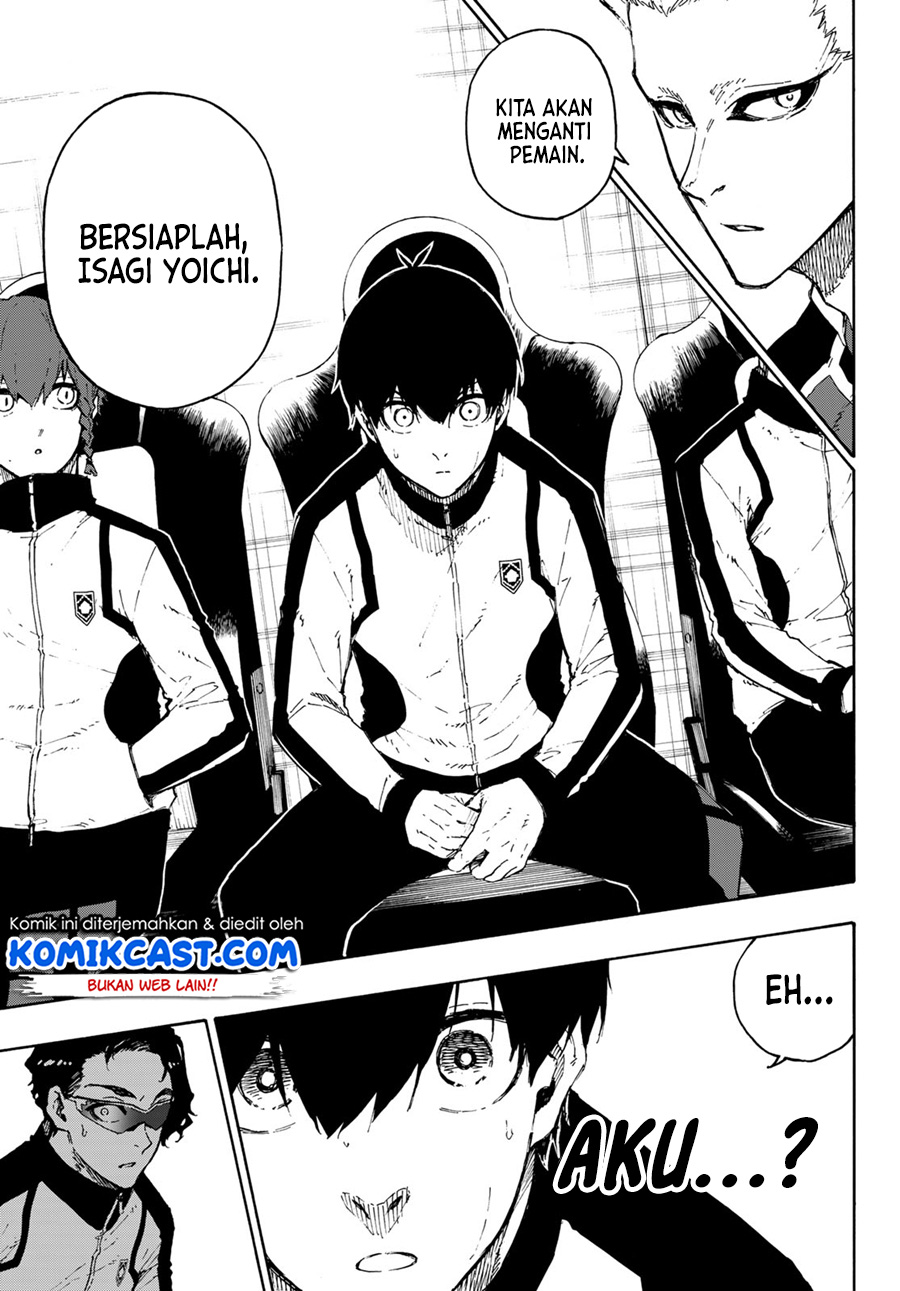 KITA AKAN
MENGANTI
PEMAIN.
BERSIAPLAH,
ISAGI YOICHI.
Komik ini diterjemahkan & diedit oleh
KOMIKCAST.COM
BUKAN WEB LAIN!!
EH...
AKU...?